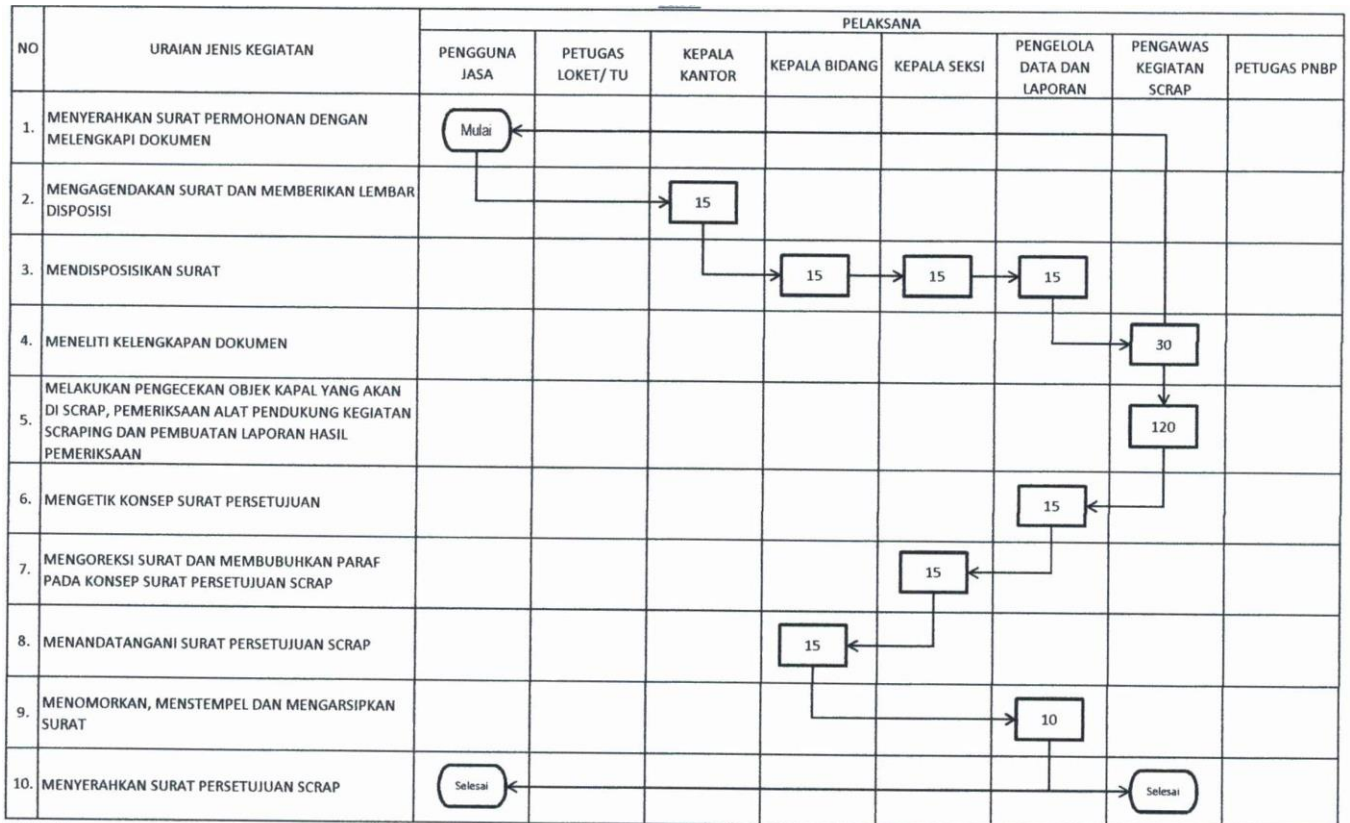 PELAKSANA
NO
URAIAN JENIS KEGIATAN
PENGGUNA
JASA
PETUGAS
LOKET/ TU
KEPALA
KANTOR
KEPALA BIDANG
KEPALA SEKSI
PENGELOLA
DATA DAN
LAPORAN
PENGAWAS
KEGIATAN
SCRAP
PETUGAS PNBP
1.
MENYERAHKAN SURAT PERMOHONAN DENGAN
MELENGKAPI DOKUMEN
Mulai
2.
MENGAGENDAKAN SURAT DAN MEMBERIKAN LEMBAR
DISPOSISI
15
3.
MENDISPOSISIKAN SURAT
15
15
15
4.
MENELITI KELENGKAPAN DOKUMEN
30
5.
MELAKUKAN PENGECEKAN OBJEK KAPAL YANG AKAN
DI SCRAP, PEMERIKSAAN ALAT PENDUKUNG KEGIATAN
SCRAPING DAN PEMBUATAN LAPORAN HASIL
PEMERIKSAAN
120
6.
MENGETIK KONSEP SURAT PERSETUJUAN
15
7.
MENGOREKSI SURAT DAN MEMBUBUHKAN PARAF
PADA KONSEP SURAT PERSETUJUAN SCRAP
15
8.
MENANDATANGANI SURAT PERSETUJUAN SCRAP
15
9.
MENOMORKAN, MENSTEMPEL DAN MENGARSIPKAN
SURAT
10
10.
MENYERAHKAN SURAT PERSETUJUAN SCRAP
Selesai
Selesai